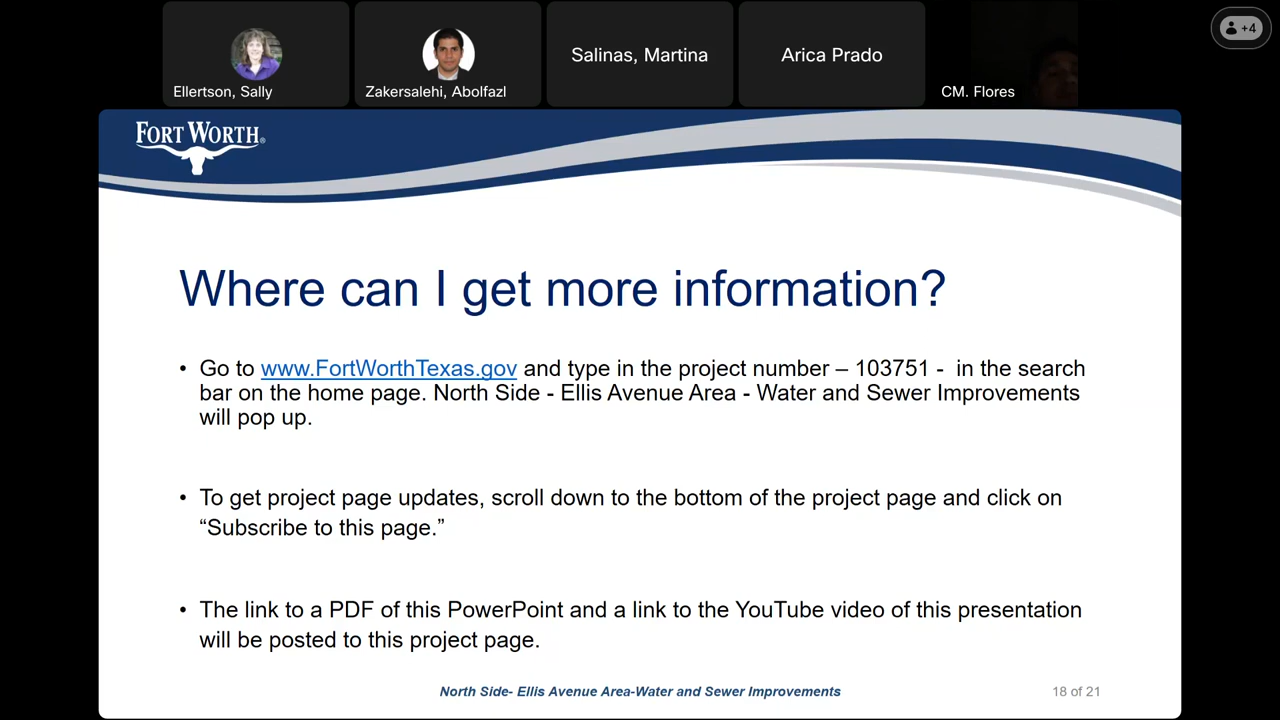 Ellertson, Sally
Zakersalehi, Abolfazl
Salinas, Martina
Arica Prado
CM. Flores
+4
FORT WORTH®
Where can I get more information?
• Go to www.FortWorthTexas.gov and type in the project number – 103751 - in the search
bar on the home page. North Side - Ellis Avenue Area - Water and Sewer Improvements
will pop up.
• To get project page updates, scroll down to the bottom of the project page and click on
“Subscribe to this page.”
• The link to a PDF of this PowerPoint and a link to the YouTube video of this presentation
will be posted to this project page.
North Side- Ellis Avenue Area-Water and Sewer Improvements
18 of 21